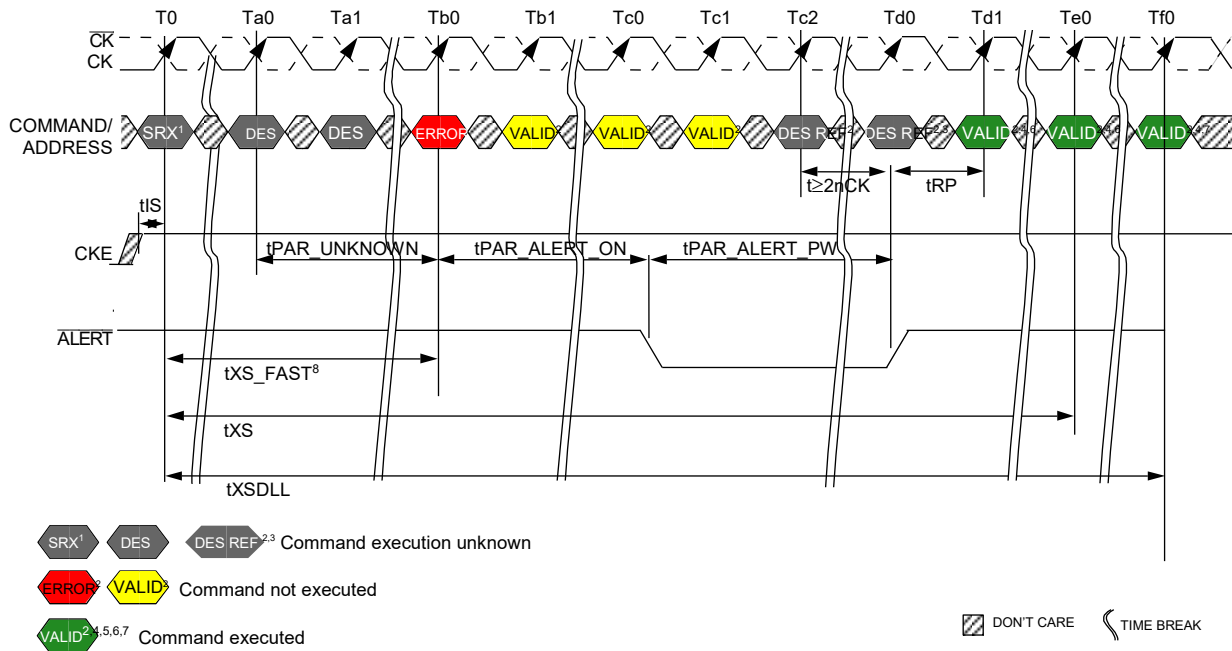 T0 Ta0 Ta1 Tb0 Tb1 Tc0 Tc1 Tc2 Td0 Td1 Te0 Tf0
CK
CK
COMMAND/
ADDRESS
SRX1 DES DES ERROR VALID2 VALID2 VALID2 DES REF2 DES REF2,3 VALID2,4,6 VALID2,4,6 VALID2,4,7
t≥2nCK tRP
tIS
CKE
tPAR_UNKNOWN tPAR_ALERT_ON tPAR_ALERT_PW
ALERT
tXS_FAST8
tXS
tXSDLL
SRX1 DES DES REF2,3 Command execution unknown
ERROR2 VALID2 Command not executed
VALID2,4,5,6,7 Command executed
DON'T CARE TIME BREAK